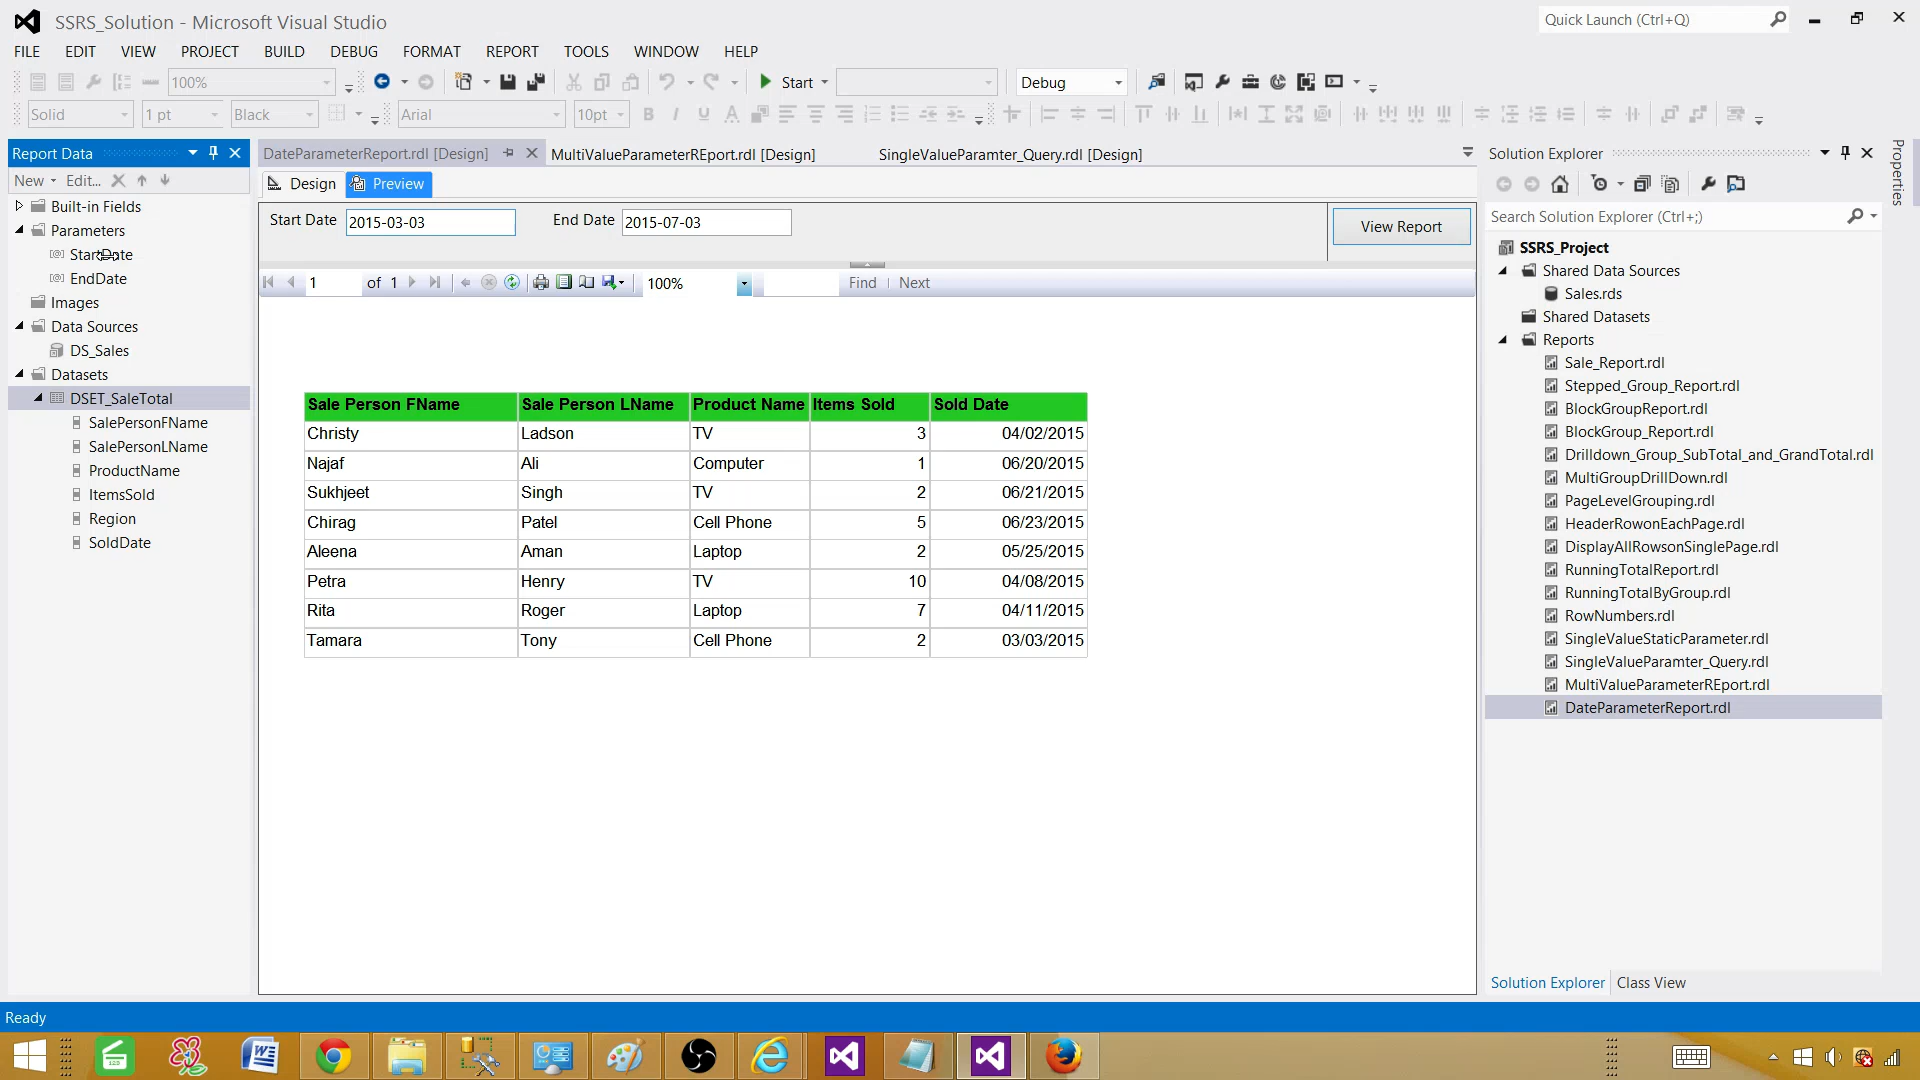 SSRS_Solution - Microsoft Visual Studio
Quick Launch (Ctrl+Q)
FILE EDIT VIEW PROJECT BUILD DEBUG FORMAT REPORT TOOLS WINDOW HELP
100% Start Debug
Solid 1 pt Black Arial 10pt
Report Data
New Edit...
Built-in Fields
Parameters
StartDate
EndDate
Images
Data Sources
DS_Sales
Datasets
DSET_SaleTotal
SalePersonFName
SalePersonLName
ProductName
ItemsSold
Region
SoldDate
DateParameterReport.rdl [Design] MultiValueParameterREport.rdl [Design] SingleValueParamter_Query.rdl [Design]
Design Preview
Start Date 2015-03-03 End Date 2015-07-03 View Report
1 of 1 100% Find Next
Sale Person FName Sale Person LName Product Name Items Sold Sold Date
Christy Ladson TV 3 04/02/2015
Najaf Ali Computer 1 06/20/2015
Sukhjeet Singh TV 2 06/21/2015
Chirag Patel Cell Phone 5 06/23/2015
Aleena Aman Laptop 2 05/25/2015
Petra Henry TV 10 04/08/2015
Rita Roger Laptop 7 04/11/2015
Tamara Tony Cell Phone 2 03/03/2015
Solution Explorer
Search Solution Explorer (Ctrl+;)
SSRS_Project
Shared Data Sources
Sales.rds
Shared Datasets
Reports
Sale_Report.rdl
Stepped_Group_Report.rdl
BlockGroupReport.rdl
BlockGroup_Report.rdl
Drilldown_Group_SubTotal_and_GrandTotal.rdl
MultiGroupDrillDown.rdl
PageLevelGrouping.rdl
HeaderRowonEachPage.rdl
DisplayAllRowsonSinglePage.rdl
RunningTotalReport.rdl
RunningTotalByGroup.rdl
RowNumbers.rdl
SingleValueStaticParameter.rdl
SingleValueParamter_Query.rdl
MultiValueParameterREport.rdl
DateParameterReport.rdl
Solution Explorer Class View
Properties
Ready